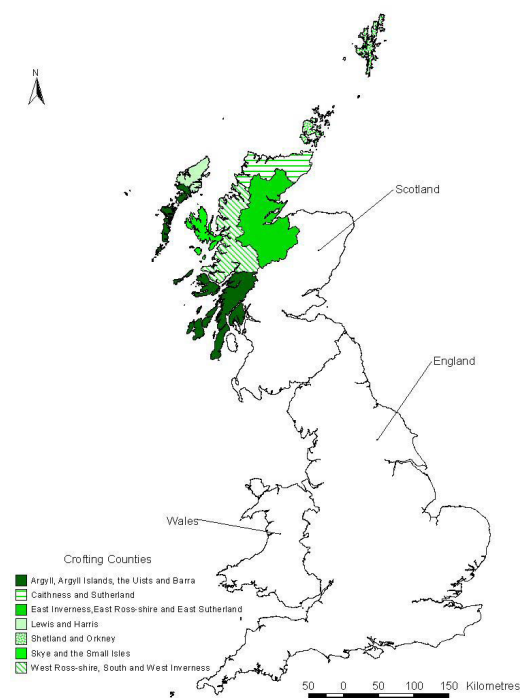 N
Scotland
England
Wales
Crofting Counties
Argyll, Argyll Islands, the Uists and Barra
Caithness and Sutherland
East Inverness,East Ross-shire and East Sutherland
Lewis and Harris
Shetland and Orkney
Skye and the Small Isles
West Ross-shire, South and West Inverness
50 0 50 100 150 Kilometres